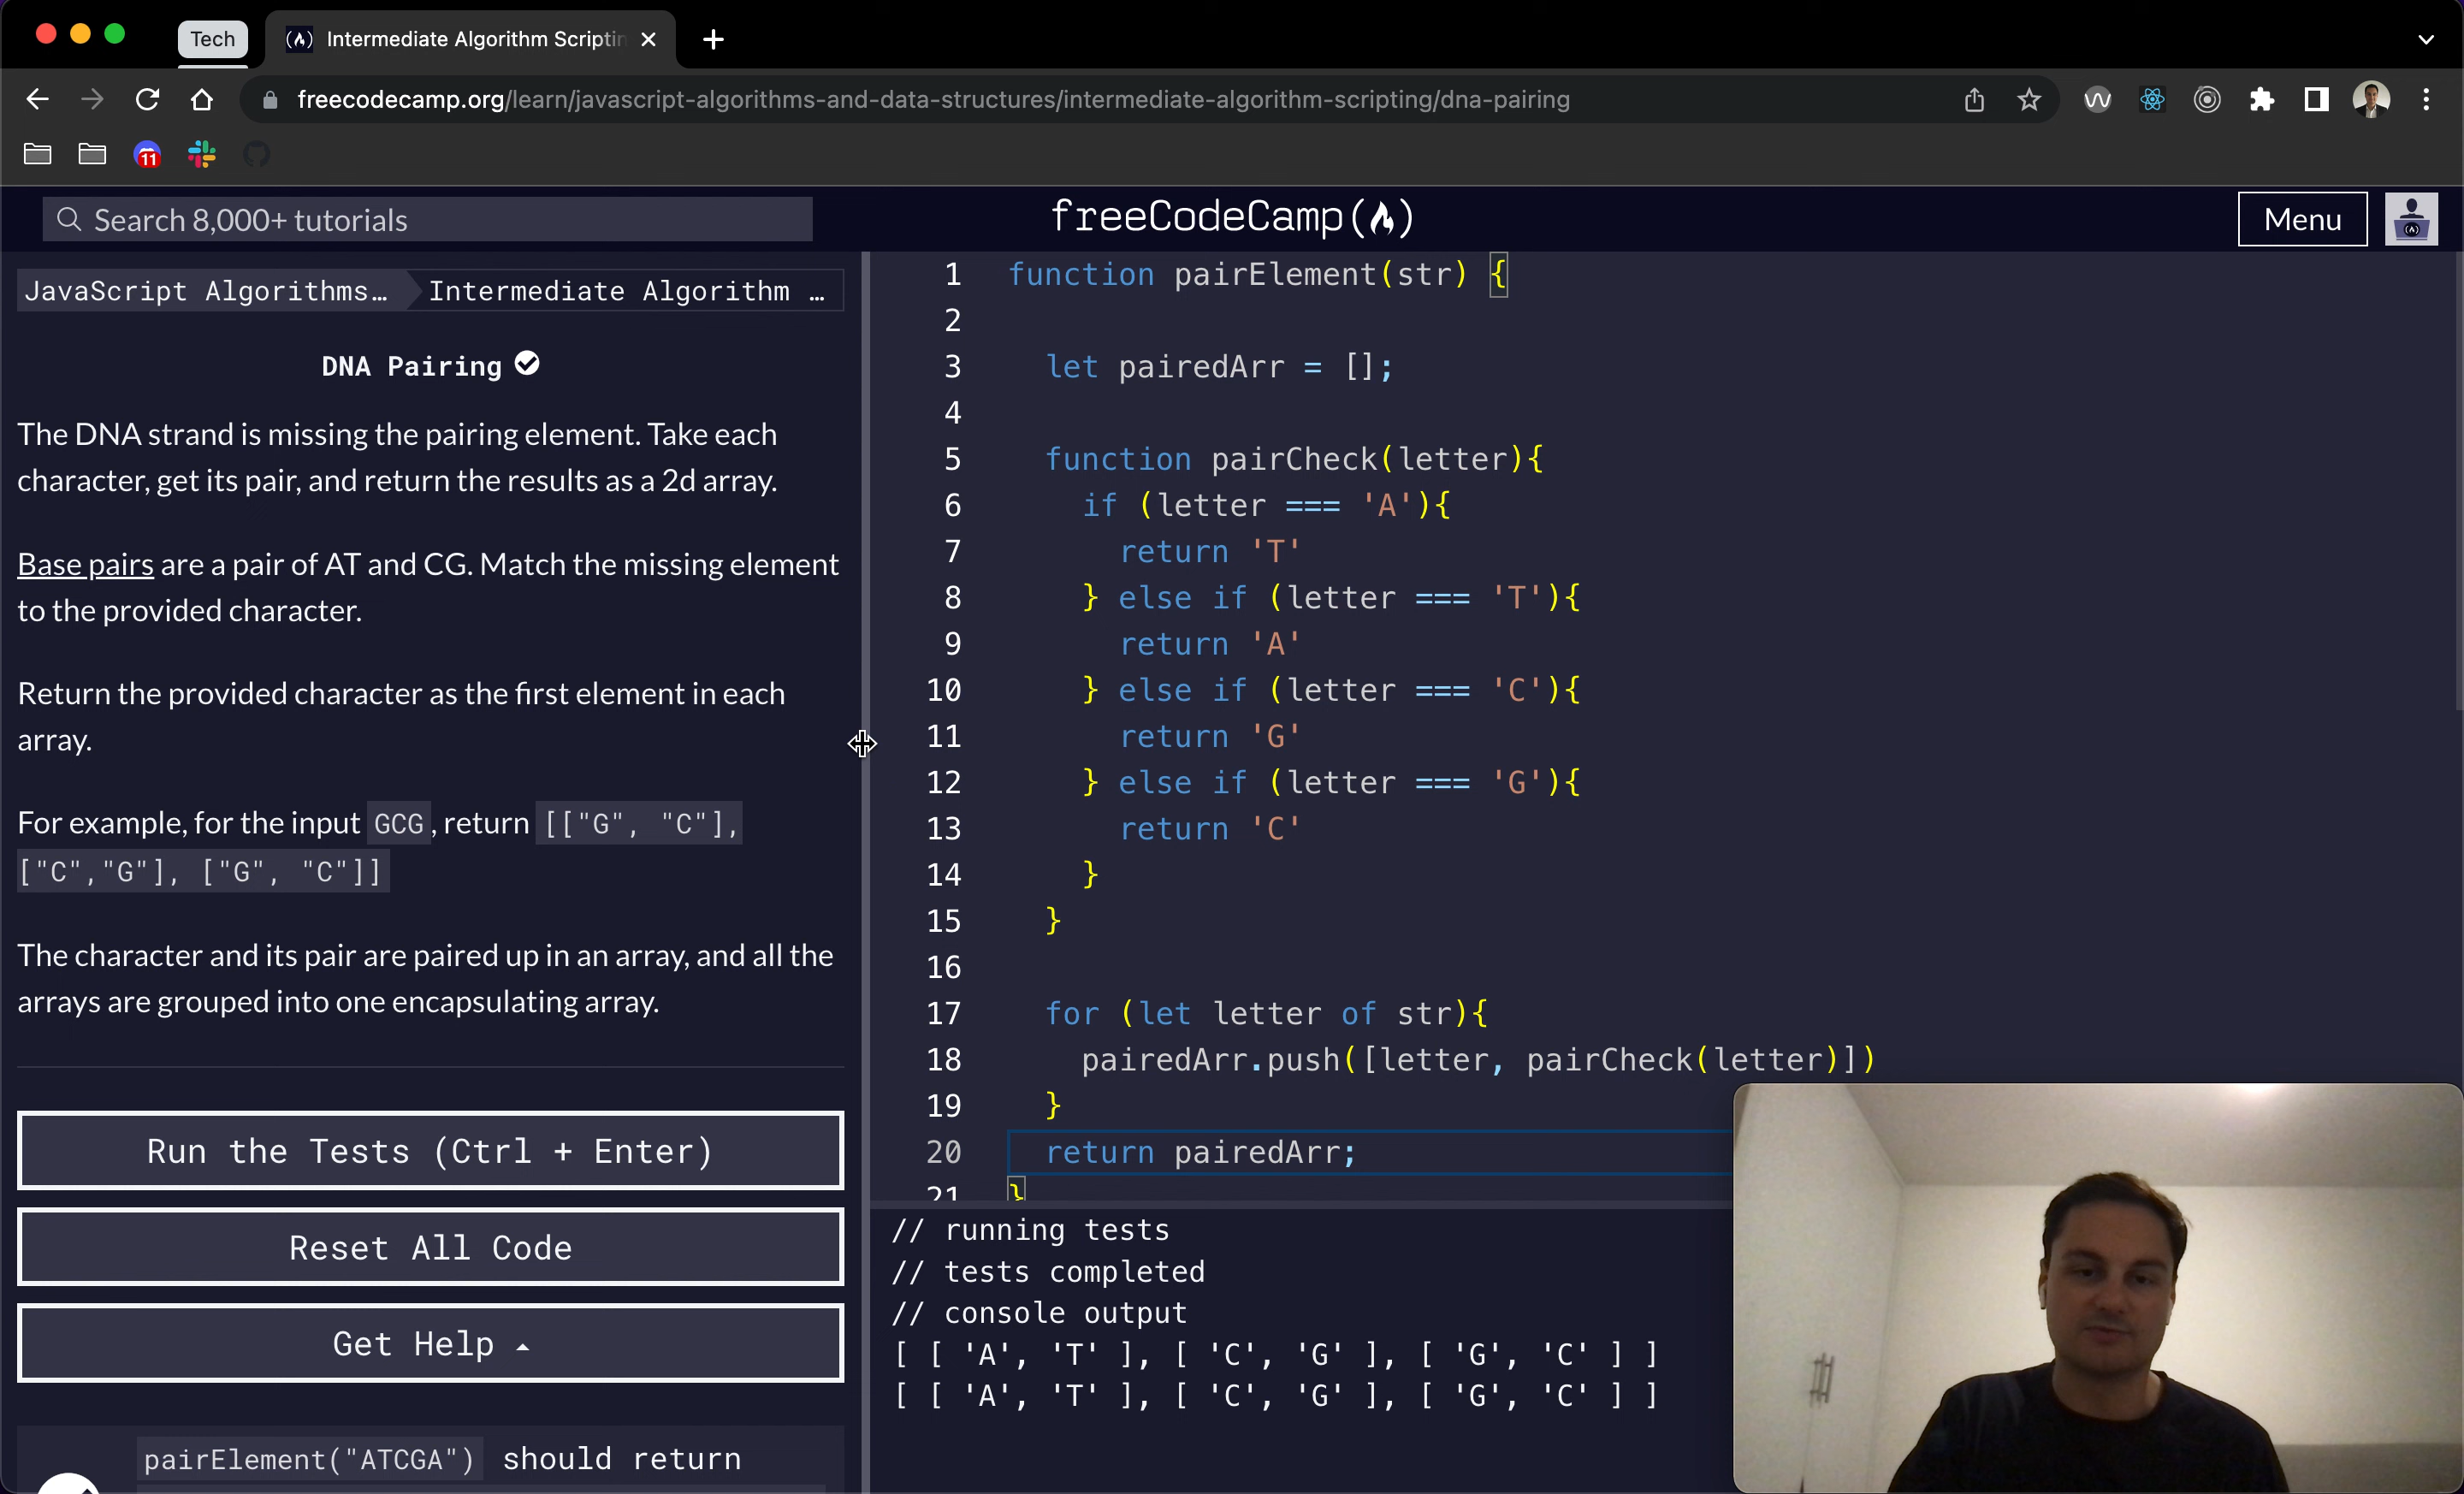 Tech
Intermediate Algorithm Scriptin
freecodecamp.org/learn/javascript-algorithms-and-data-structures/intermediate-algorithm-scripting/dna-pairing
11
Search 8,000+ tutorials
freeCodeCamp
Menu
JavaScript Algorithms…
Intermediate Algorithm …
DNA Pairing
The DNA strand is missing the pairing element. Take each
character, get its pair, and return the results as a 2d array.
Base pairs are a pair of AT and CG. Match the missing element
to the provided character.
Return the provided character as the first element in each
array.
For example, for the input GCG, return [["G", "C"],
["C","G"], ["G", "C"]]
The character and its pair are paired up in an array, and all the
arrays are grouped into one encapsulating array.
Run the Tests (Ctrl + Enter)
Reset All Code
Get Help
pairElement("ATCGA") should return
1 function pairElement(str) {
2
3 let pairedArr = [];
4
5 function pairCheck(letter){
6 if (letter === 'A'){
7 return 'T'
8 } else if (letter === 'T'){
9 return 'A'
10 } else if (letter === 'C'){
11 return 'G'
12 } else if (letter === 'G'){
13 return 'C'
14 }
15 }
16
17 for (let letter of str){
18 pairedArr.push([letter, pairCheck(letter)])
19 }
20 return pairedArr;
21 }
// running tests
// tests completed
// console output
[ [ 'A', 'T' ], [ 'C', 'G' ], [ 'G', 'C' ] ]
[ [ 'A', 'T' ], [ 'C', 'G' ], [ 'G', 'C' ] ]